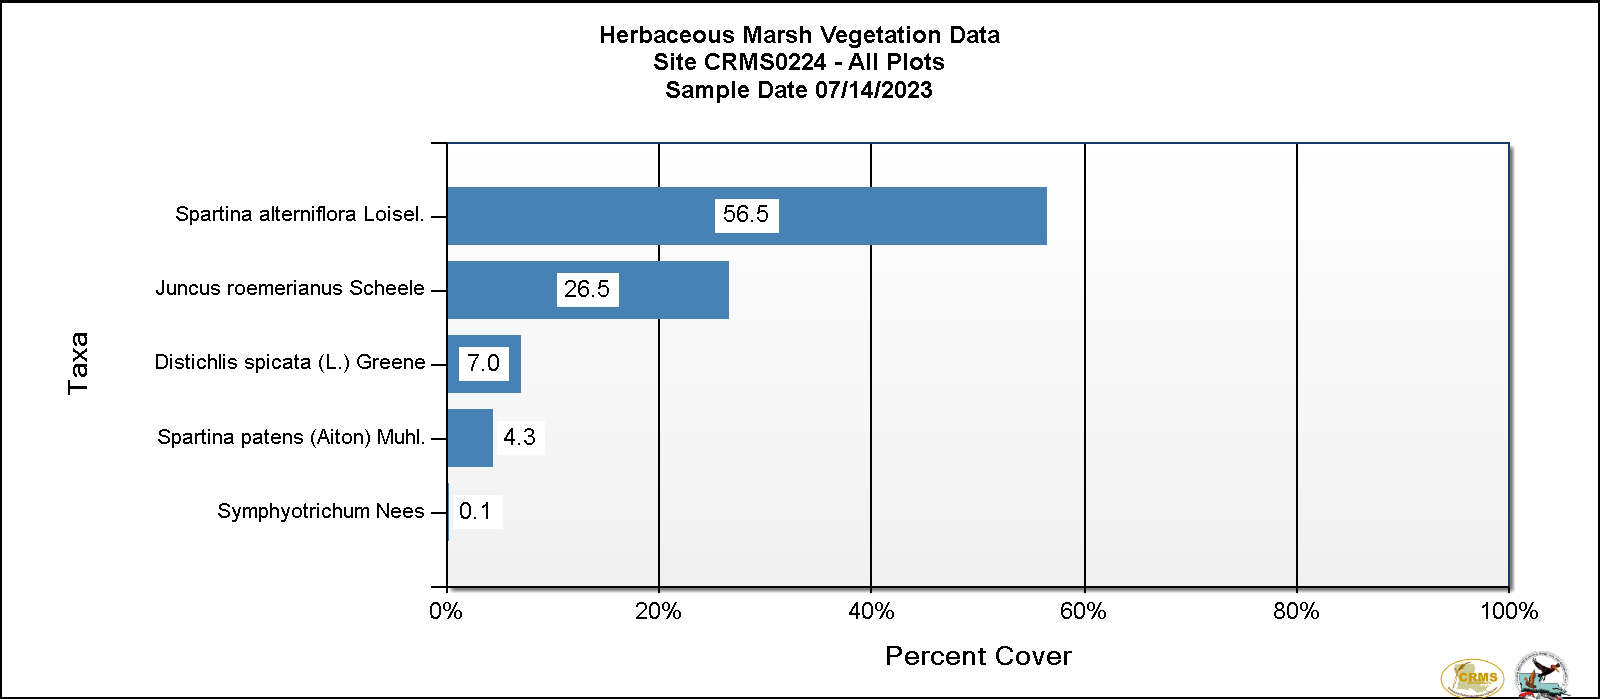 Herbaceous Marsh Vegetation Data
Site CRMS0224 - All Plots
Sample Date 07/14/2023
Taxa
Spartina alterniflora Loisel.
56.5
Juncus roemerianus Scheele
26.5
Distichlis spicata (L.) Greene
7.0
Spartina patens (Aiton) Muhl.
4.3
Symphyotrichum Nees
0.1
0% 20% 40% 60% 80% 100%
Percent Cover
CRMS